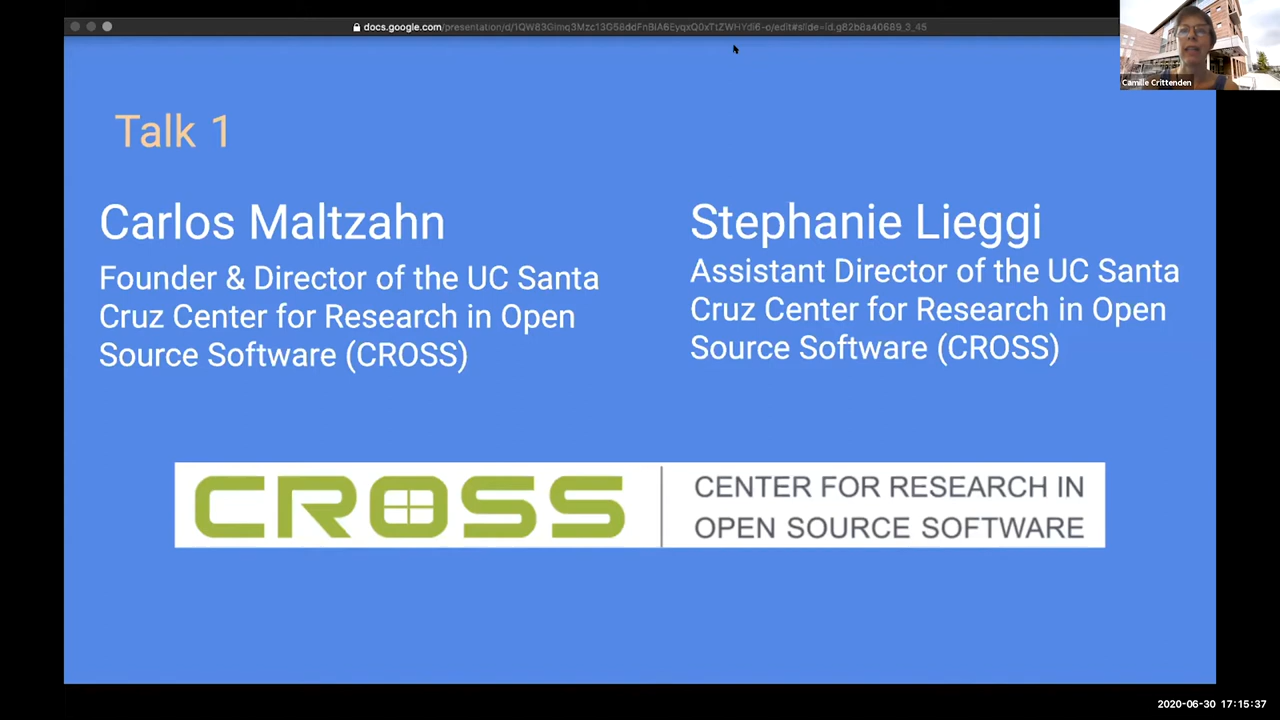 docs.google.com/presentation/d/
Camille Crittenden
Talk 1
Carlos Maltzahn
Founder & Director of the UC Santa
Cruz Center for Research in Open
Source Software (CROSS)
Stephanie Lieggi
Assistant Director of the UC Santa
Cruz Center for Research in Open
Source Software (CROSS)
CROSS
CENTER FOR RESEARCH IN
OPEN SOURCE SOFTWARE
2020-06-30 17:15:37